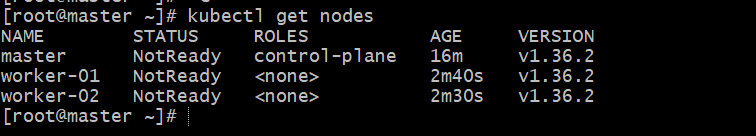 [root@master ~]# kubectl get nodes
NAME        STATUS     ROLES           AGE     VERSION
master      NotReady   control-plane   16m     v1.36.2
worker-01   NotReady   <none>          2m40s   v1.36.2
worker-02   NotReady   <none>          2m30s   v1.36.2
[root@master ~]#